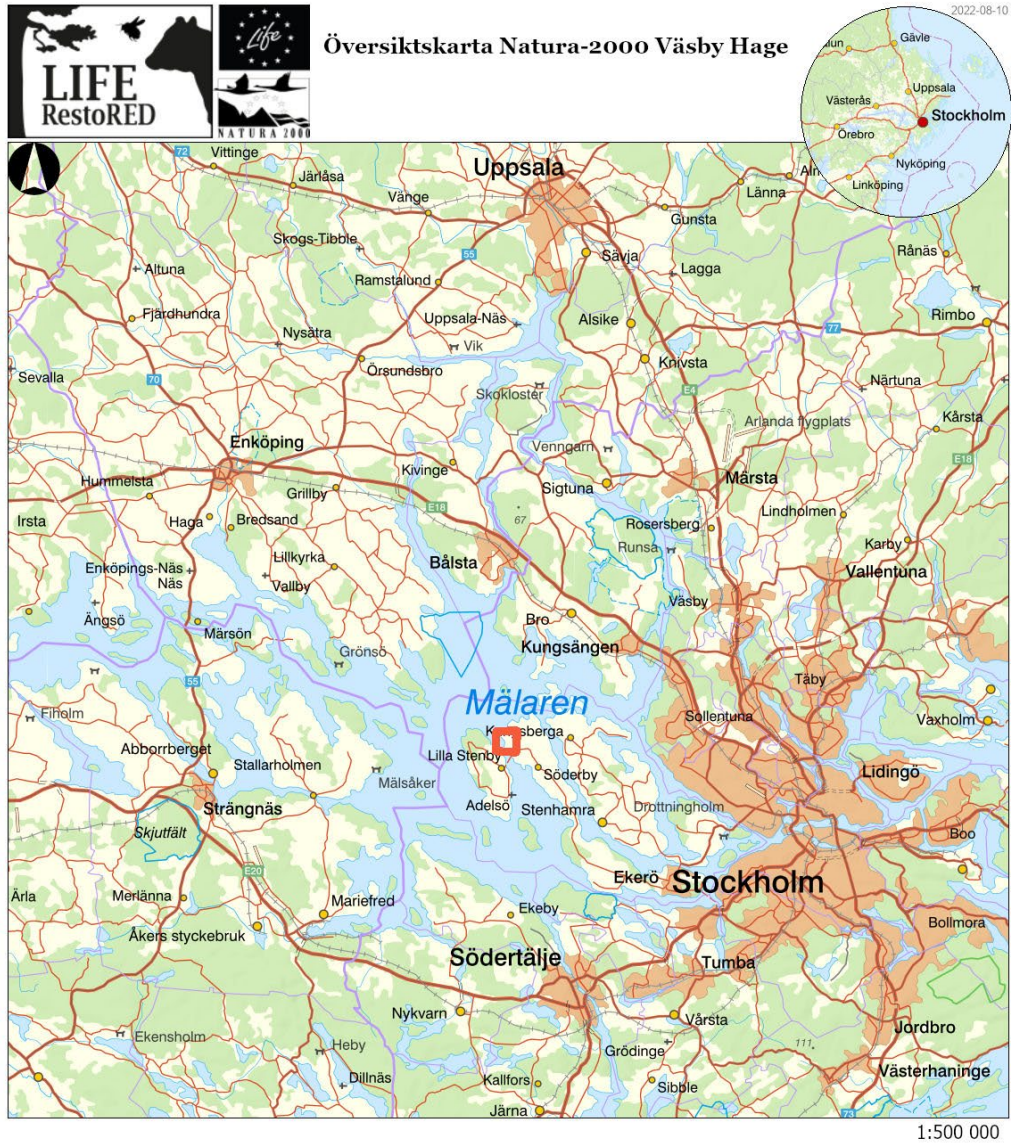 2022-08-10
LIFE
RestoRED
Life
NATURA 2000
Översiktskarta Natura-2000 Väsby Hage
Gävle
Uppsala
Västerås
Stockholm
Örebro
Nyköping
Linköping
72
Vittinge
Järlåsa
Uppsala
Länna
Vänge
Gunsta
Skogs-Tibble
55
Sävja
Rånäs
Altuna
Ramstalund
Lagga
Fjärdhundra
Uppsala-Näs
Alsike
77
Rimbo
Nysätra
Vik
Knivsta
Sevalla
70
Örsundsbro
Skokloster
E4
Närtuna
Arlanda flygplats
Kårsta
Enköping
Venngarn
E18
Kivinge
Märsta
Hummelsta
Grillby
Sigtuna
E18
Irsta
Haga
Bredsand
67
Rosersberg
Lindholmen
Runsa
Karby
Lillkyrka
Bålsta
Enköpings-Näs
Näs
Vallby
Vallentuna
Väsby
Ängsö
Märsön
Bro
Kungsängen
Grönsö
55
Täby
Mälaren
Fiholm
Sollentuna
Vaxholm
Abborrberget
Lilla Stenby
Stallarholmen
Mälsåker
Söderby
Lidingö
Adelsö
Strängnäs
Stenhamra
Drottningholm
Skjutfält
Boo
E20
Ekerö
Stockholm
Ärla
Merlänna
Mariefred
Ekeby
Bollmora
Åkers styckebruk
Södertälje
Tumba
Nykvarn
Vårsta
Jordbro
Ekensholm
Heby
Grödinge
111
Dillnäs
Kallfors
Sibble
Västerhaninge
Järna
73
1:500 000